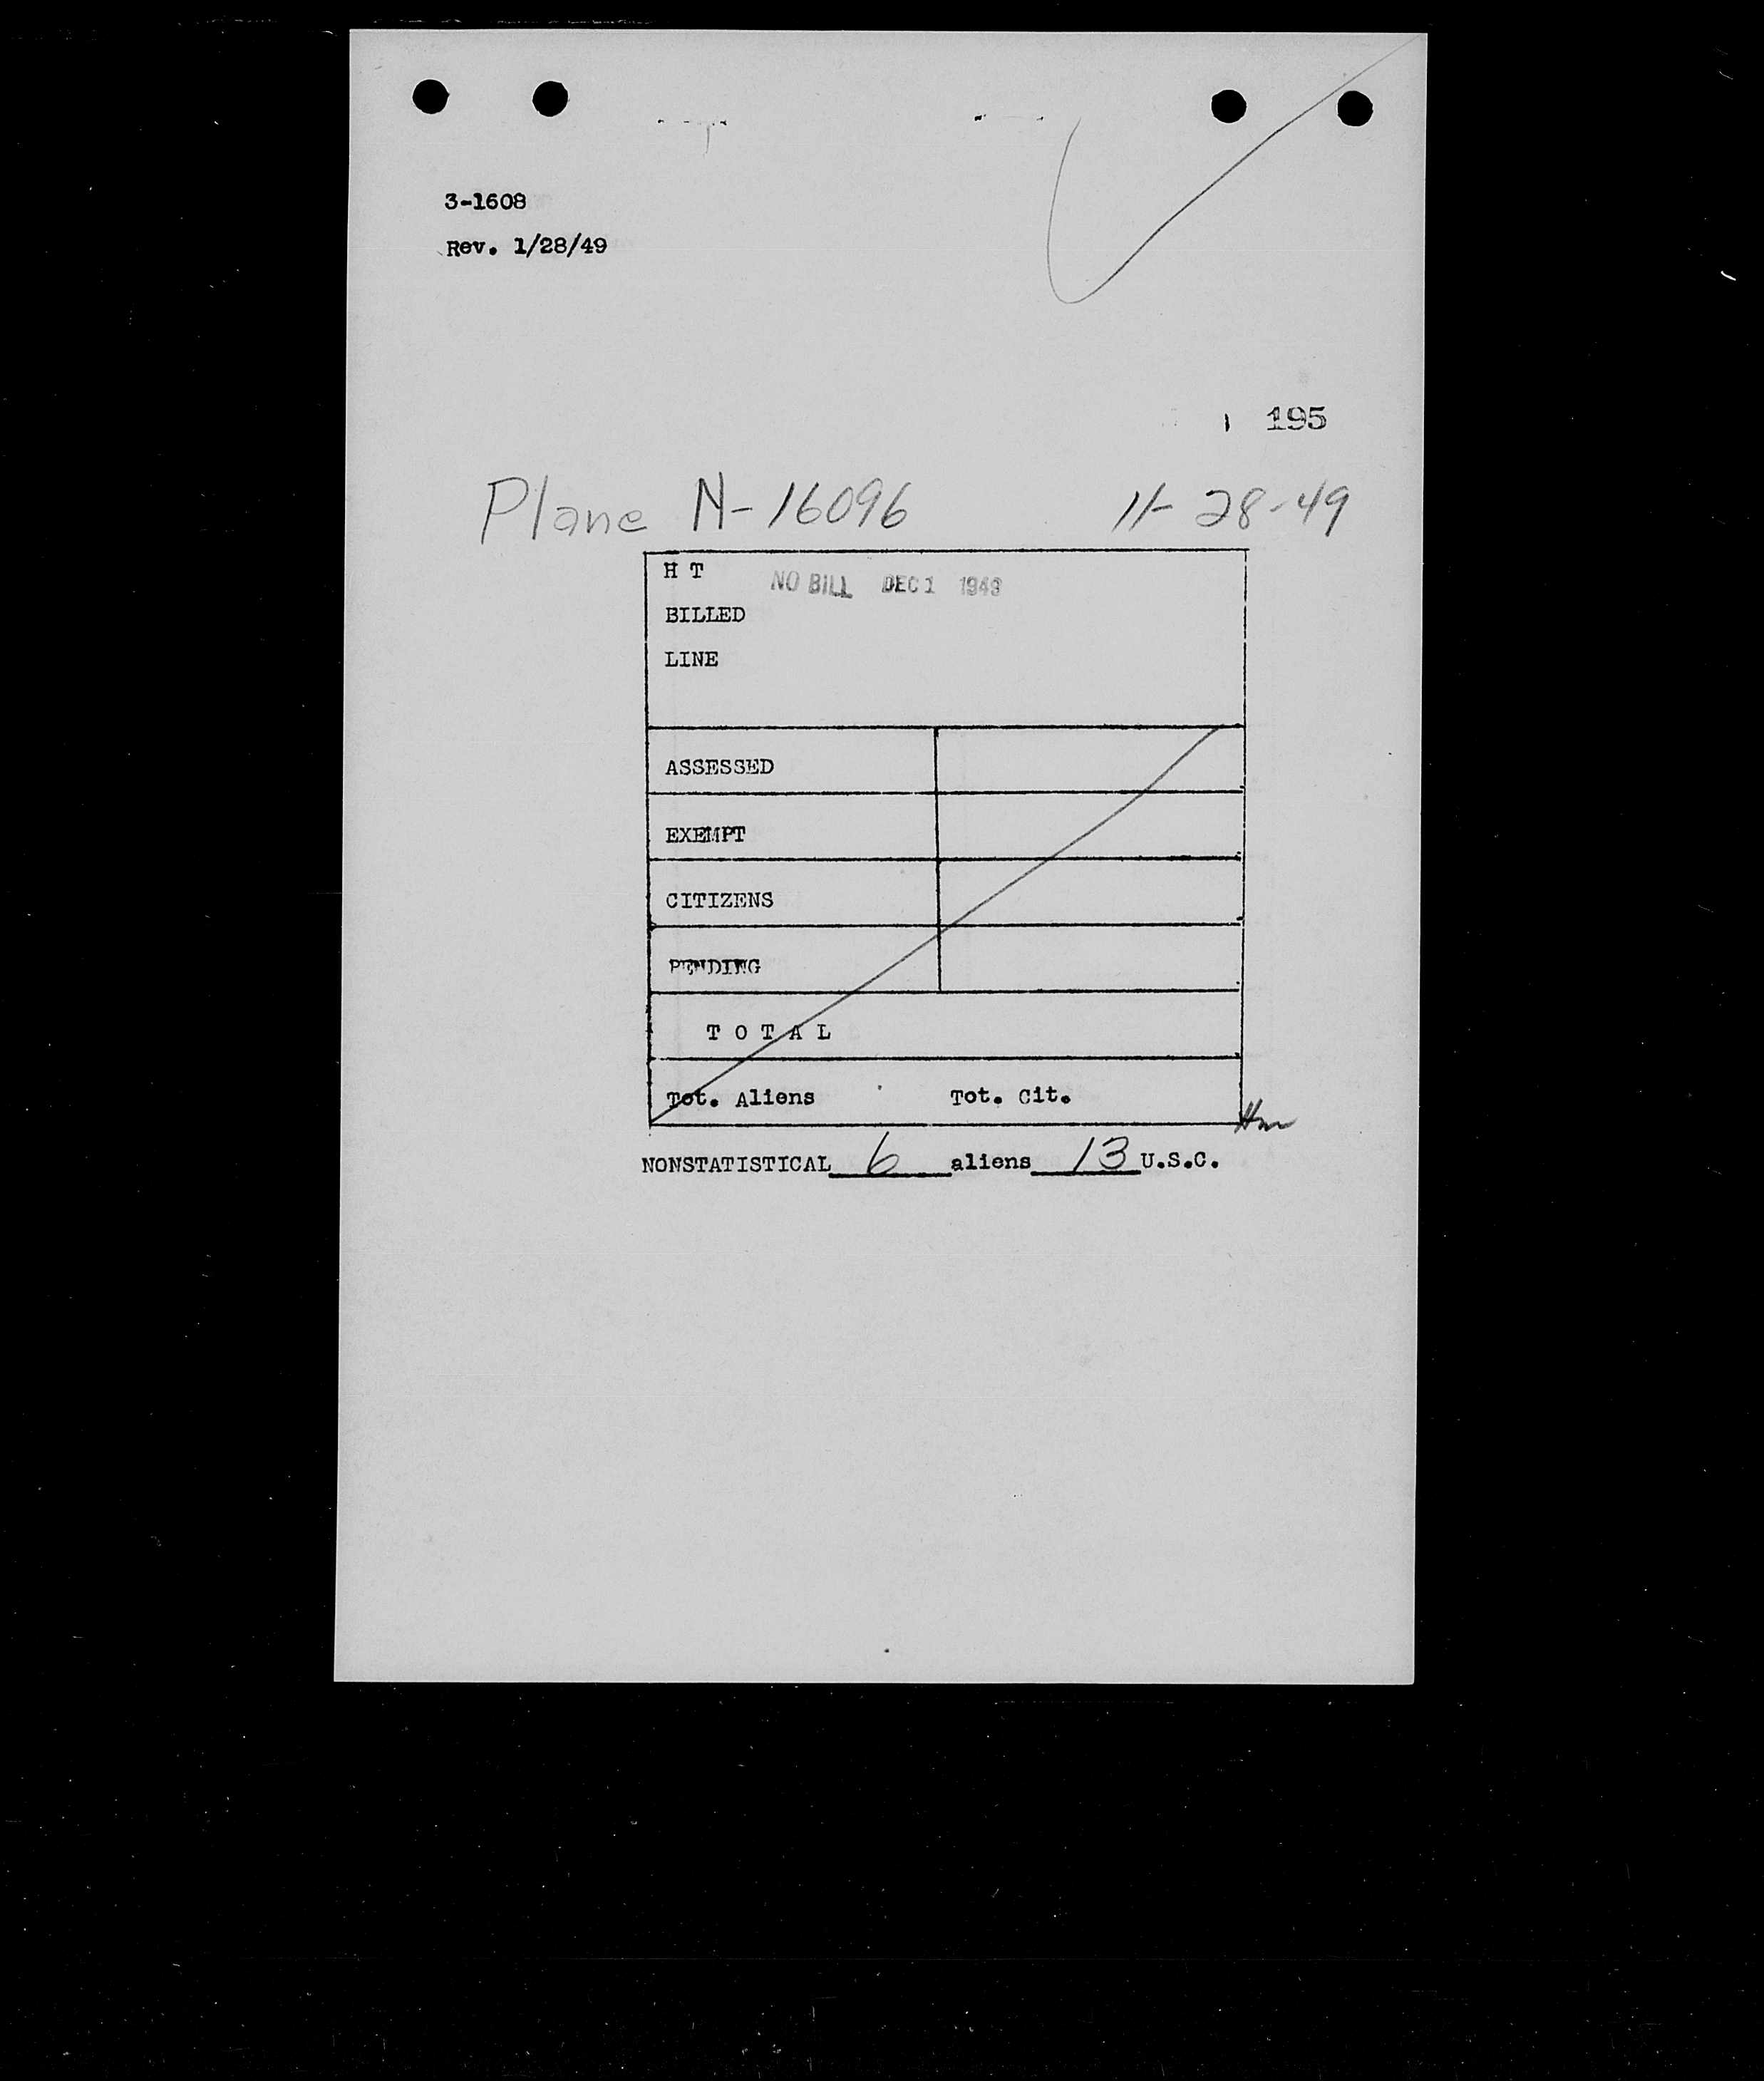 3-1608
Rev. 1/28/49
195
Plane N-16096 11-28-49
H T
NO BILL DEC 1 1949
BILLED
LINE
ASSESSED
EXEMPT
CITIZENS
PENDING
T O T A L
Tot. Aliens Tot. Cit.
NONSTATISTICAL 6 aliens 13 U.S.C.